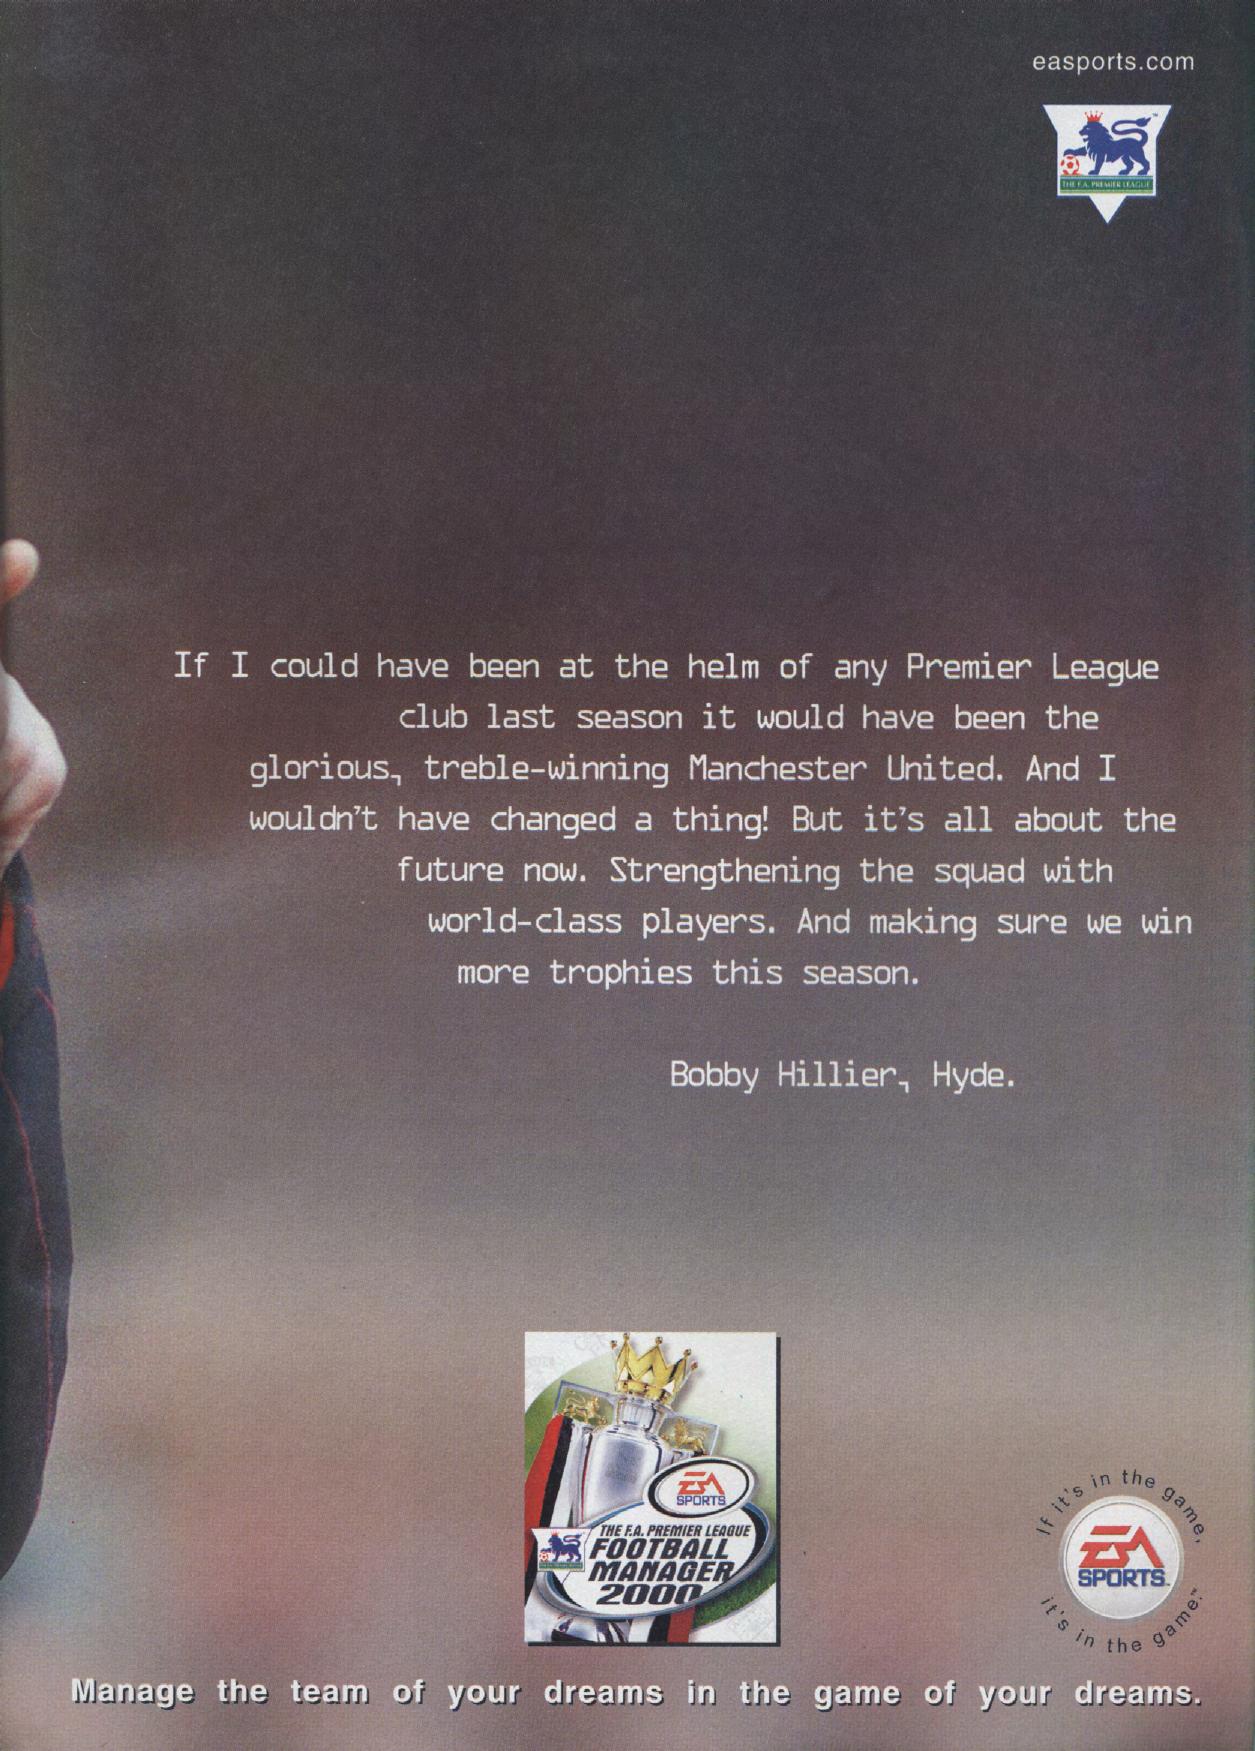 easports.com
THE F.A. PREMIER LEAGUE
If I could have been at the helm of any Premier League
club last season it would have been the
glorious, treble-winning Manchester United. And I
wouldn't have changed a thing! But it's all about the
future now. Strengthening the squad with
world-class players. And making sure we win
more trophies this season.
Bobby Hillier, Hyde.
EA
SPORTS
THE F.A. PREMIER LEAGUE
FOOTBALL
MANAGER
2000
If it's in the game,
EA
SPORTS™
it's in the game.™
Manage the team of your dreams in the game of your dreams.